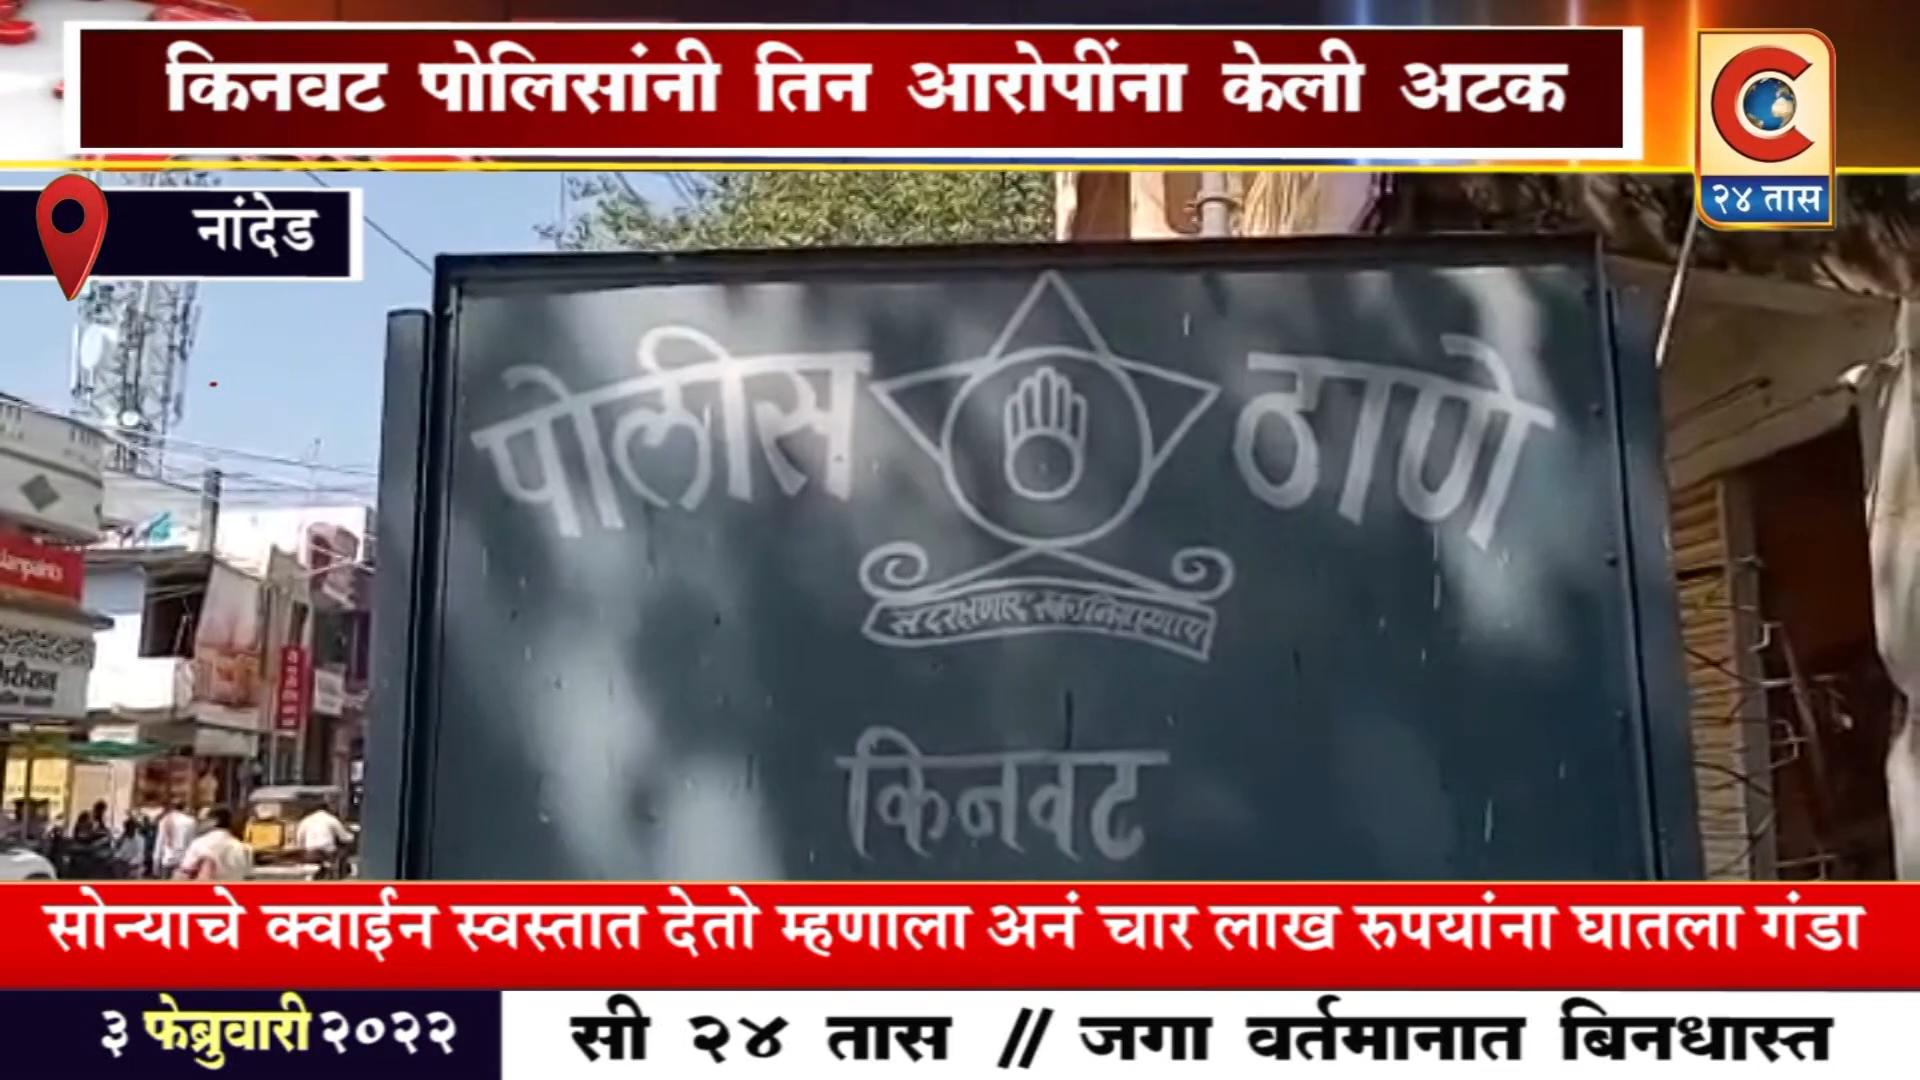 किनवट पोलिसांनी तिन आरोपींना केली अटक
२४ तास
नांदेड
पोलीस ठाणे
किनवट
सोन्याचे क्वाईन स्वस्तात देतो म्हणाला अनं चार लाख रुपयांना घातला गंडा
३ फेब्रुवारी २०२२
सी २४ तास // जगा वर्तमानात बिनधास्त